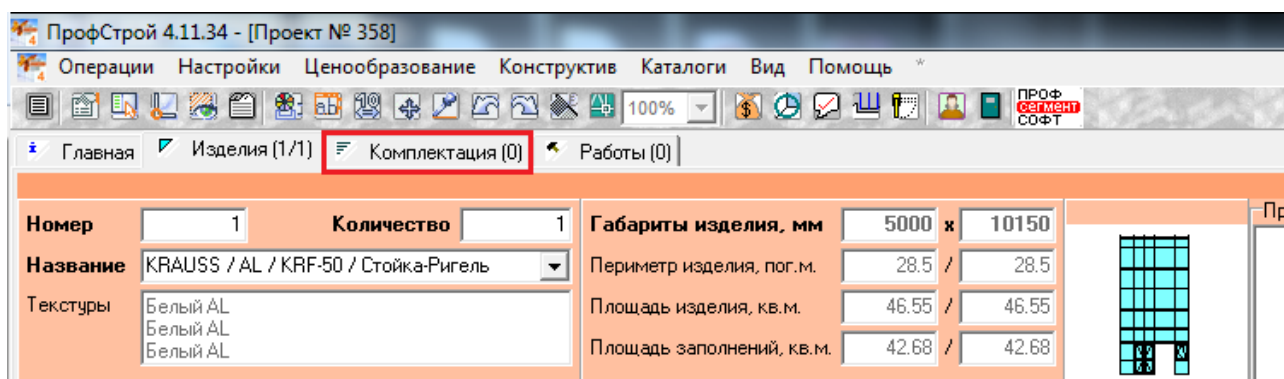 ПрофСтрой 4.11.34 - [Проект № 358]
Операции Настройки Ценообразование Конструктив Каталоги Вид Помощь *
100% ПРОФ
СЕГМЕНТ
СОФТ
Главная Изделия (1/1) Комплектация (0) Работы (0)
Номер 1 Количество 1 Габариты изделия, мм 5000 x 10150
Название KRAUSS / AL / KRF-50 / Стойка-Ригель Периметр изделия, пог.м. 28.5 / 28.5
Текстуры Белый AL Площадь изделия, кв.м. 46.55 / 46.55
Белый AL
Белый AL Площадь заполнений, кв.м. 42.68 / 42.68